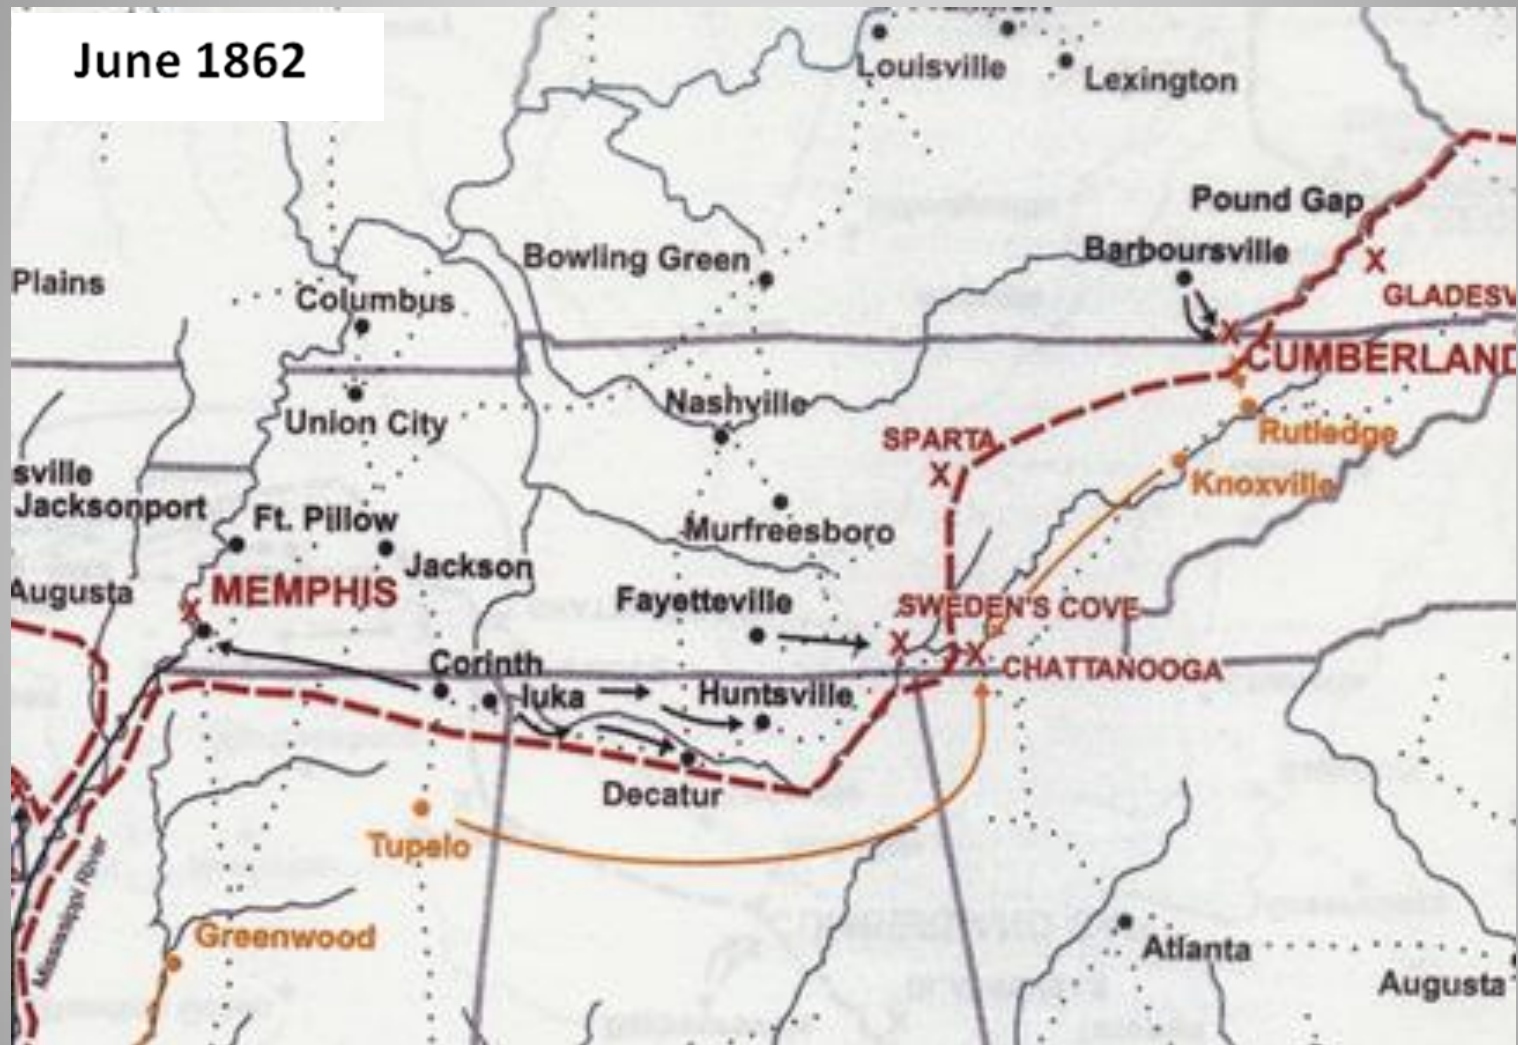 June 1862
Louisville
Lexington
Pound Gap
Barboursville
Bowling Green
Plains
Columbus
GLADESV
CUMBERLAND
Nashville
Union City
SPARTA
Rutledge
sville
Knoxville
Jacksonport
Ft. Pillow
Murfreesboro
Jackson
Augusta
MEMPHIS
Fayetteville
SWEDEN'S COVE
Corinth
CHATTANOOGA
Iuka
Huntsville
Decatur
Tupelo
Mississippi River
Greenwood
Atlanta
Augusta